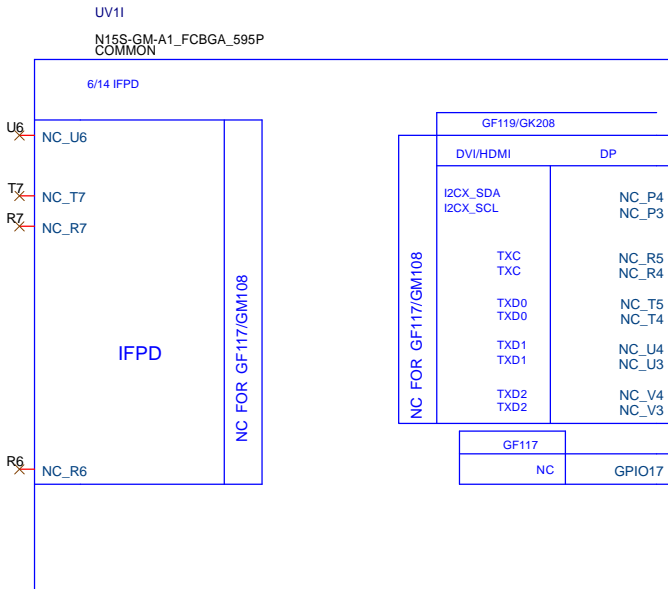 UV1I
N15S-GM-A1_FCBGA_595P
COMMON
6/14 IFPD
U6
NC_U6
T7
NC_T7
R7
NC_R7
IFPD
NC FOR GF117/GM108
R6
NC_R6
GF119/GK208
DVI/HDMI DP
NC FOR GF117/GM108
I2CX_SDA NC_P4
I2CX_SCL NC_P3
TXC NC_R5
TXC NC_R4
TXD0 NC_T5
TXD0 NC_T4
TXD1 NC_U4
TXD1 NC_U3
TXD2 NC_V4
TXD2 NC_V3
GF117
NC GPIO17